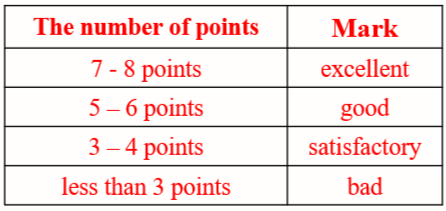 The number of points Mark
7 - 8 points excellent
5 – 6 points good
3 – 4 points satisfactory
less than 3 points bad